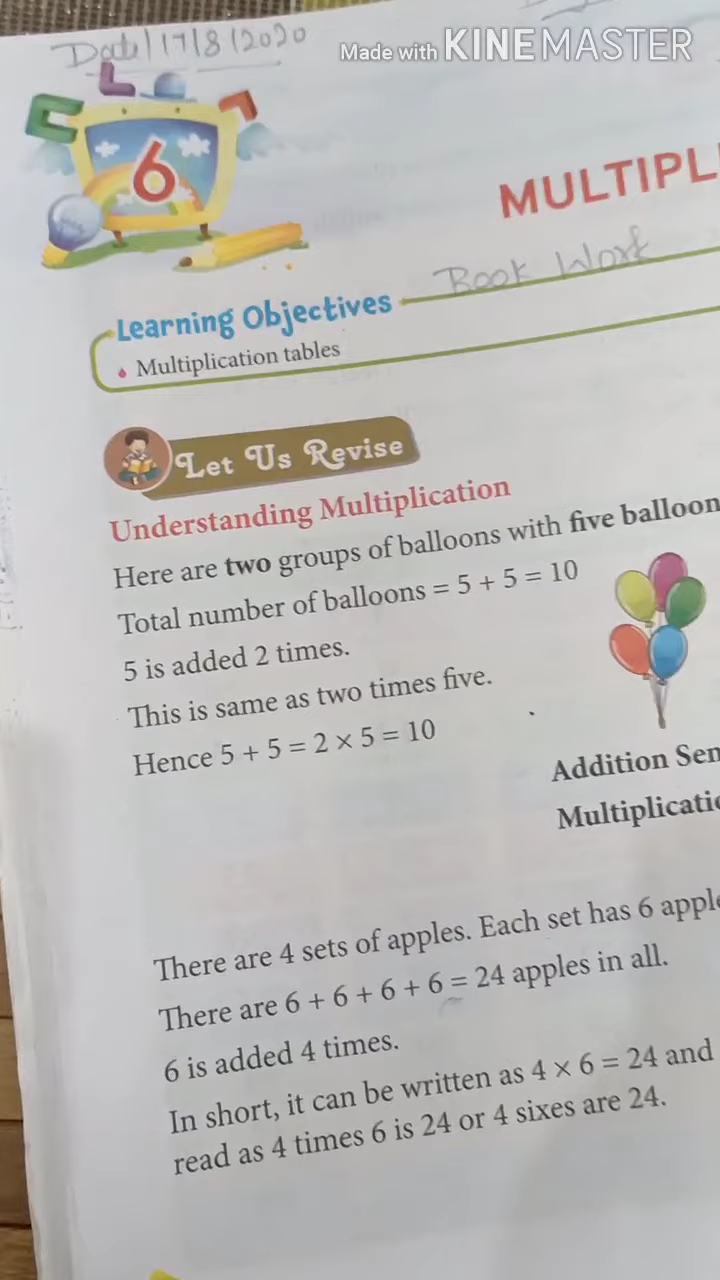 Date/17/8/2020
Made with KINEMASTER
6
MULTIPL
Book Work
Learning Objectives
Multiplication tables
Let Us Revise
Understanding Multiplication
Here are two groups of balloons with five balloon
Total number of balloons = 5 + 5 = 10
5 is added 2 times.
This is same as two times five.
Hence 5 + 5 = 2 × 5 = 10
Addition Sen
Multiplicatio
There are 4 sets of apples. Each set has 6 apple
There are 6 + 6 + 6 + 6 = 24 apples in all.
6 is added 4 times.
In short, it can be written as 4 × 6 = 24 and
read as 4 times 6 is 24 or 4 sixes are 24.